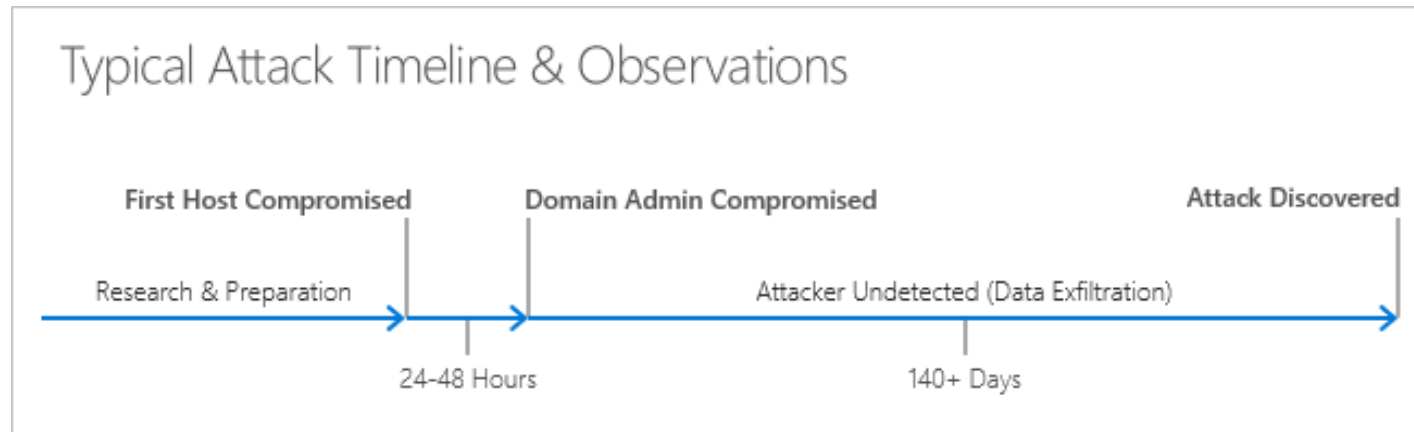 Typical Attack Timeline & Observations
First Host Compromised
Domain Admin Compromised
Attack Discovered
Research & Preparation
Attacker Undetected (Data Exfiltration)
24-48 Hours
140+ Days